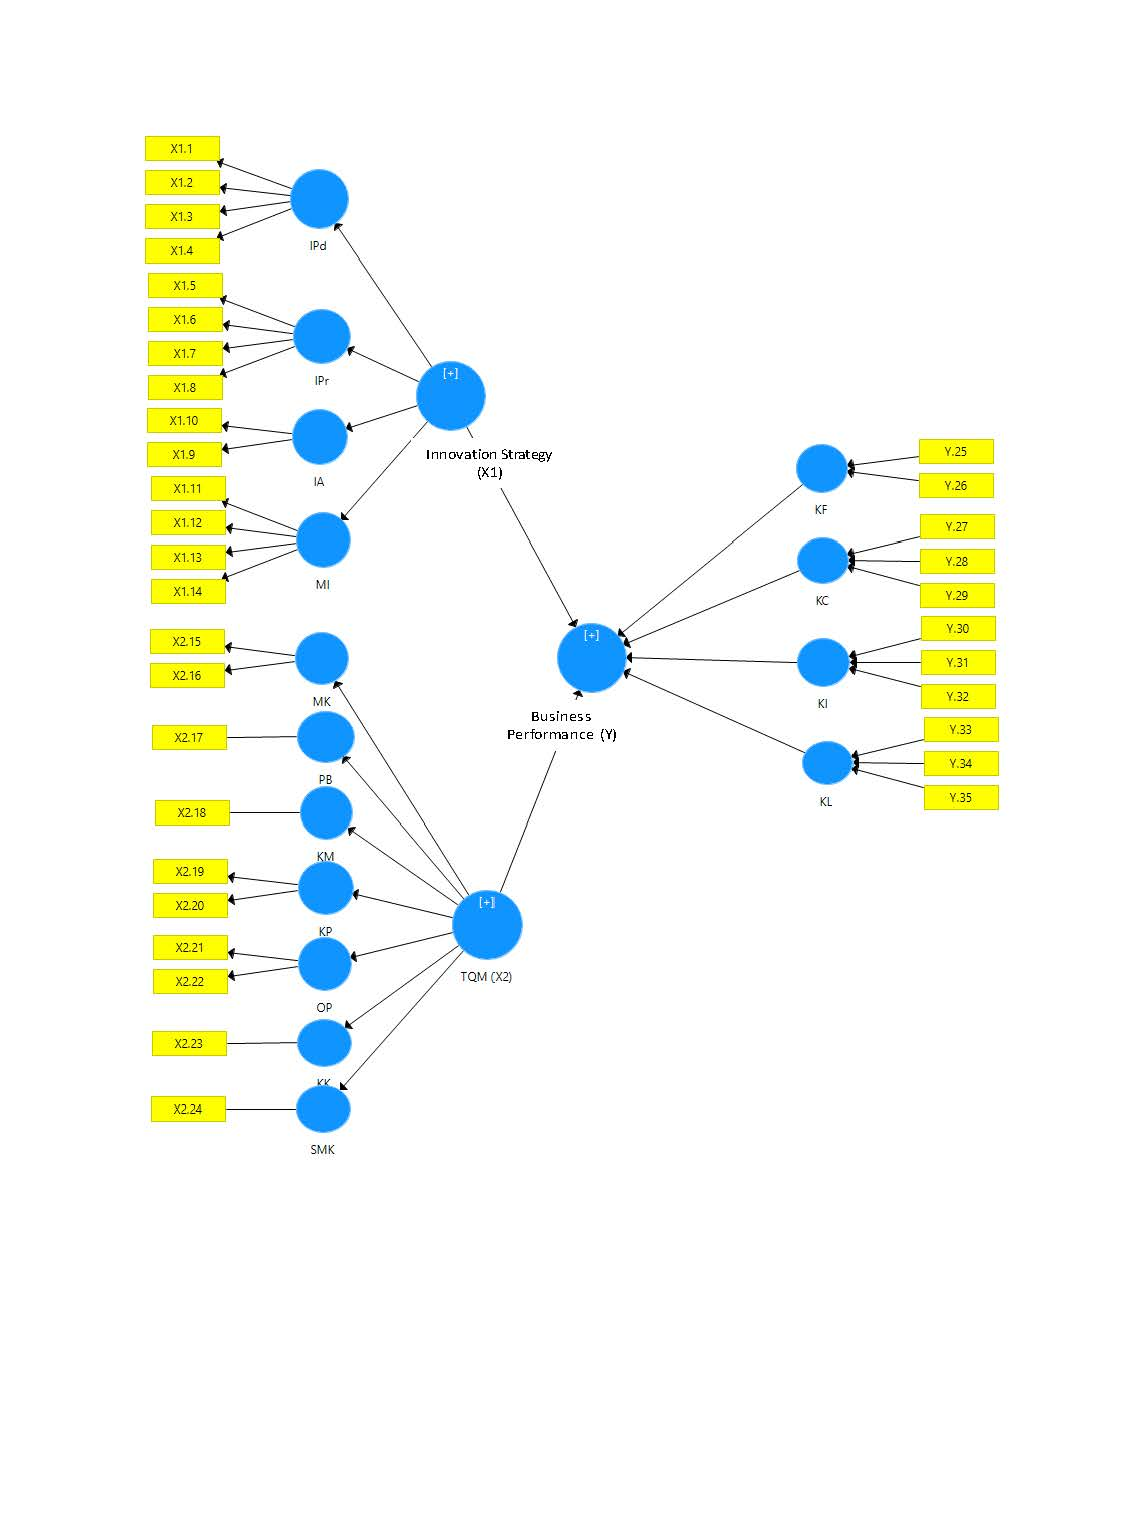 X1.1
X1.2
X1.3
X1.4
IPd
X1.5
X1.6
X1.7
X1.8
IPr
X1.10
X1.9
IA
X1.11
X1.12
X1.13
X1.14
MI
[+]
Innovation Strategy
(X1)
X2.15
X2.16
MK
X2.17
PB
X2.18
KM
X2.19
X2.20
KP
X2.21
X2.22
OP
X2.23
KK
X2.24
SMK
[+]
TQM (X2)
[+]
Business
Performance (Y)
KF
Y.25
Y.26
KC
Y.27
Y.28
Y.29
KI
Y.30
Y.31
Y.32
KL
Y.33
Y.34
Y.35